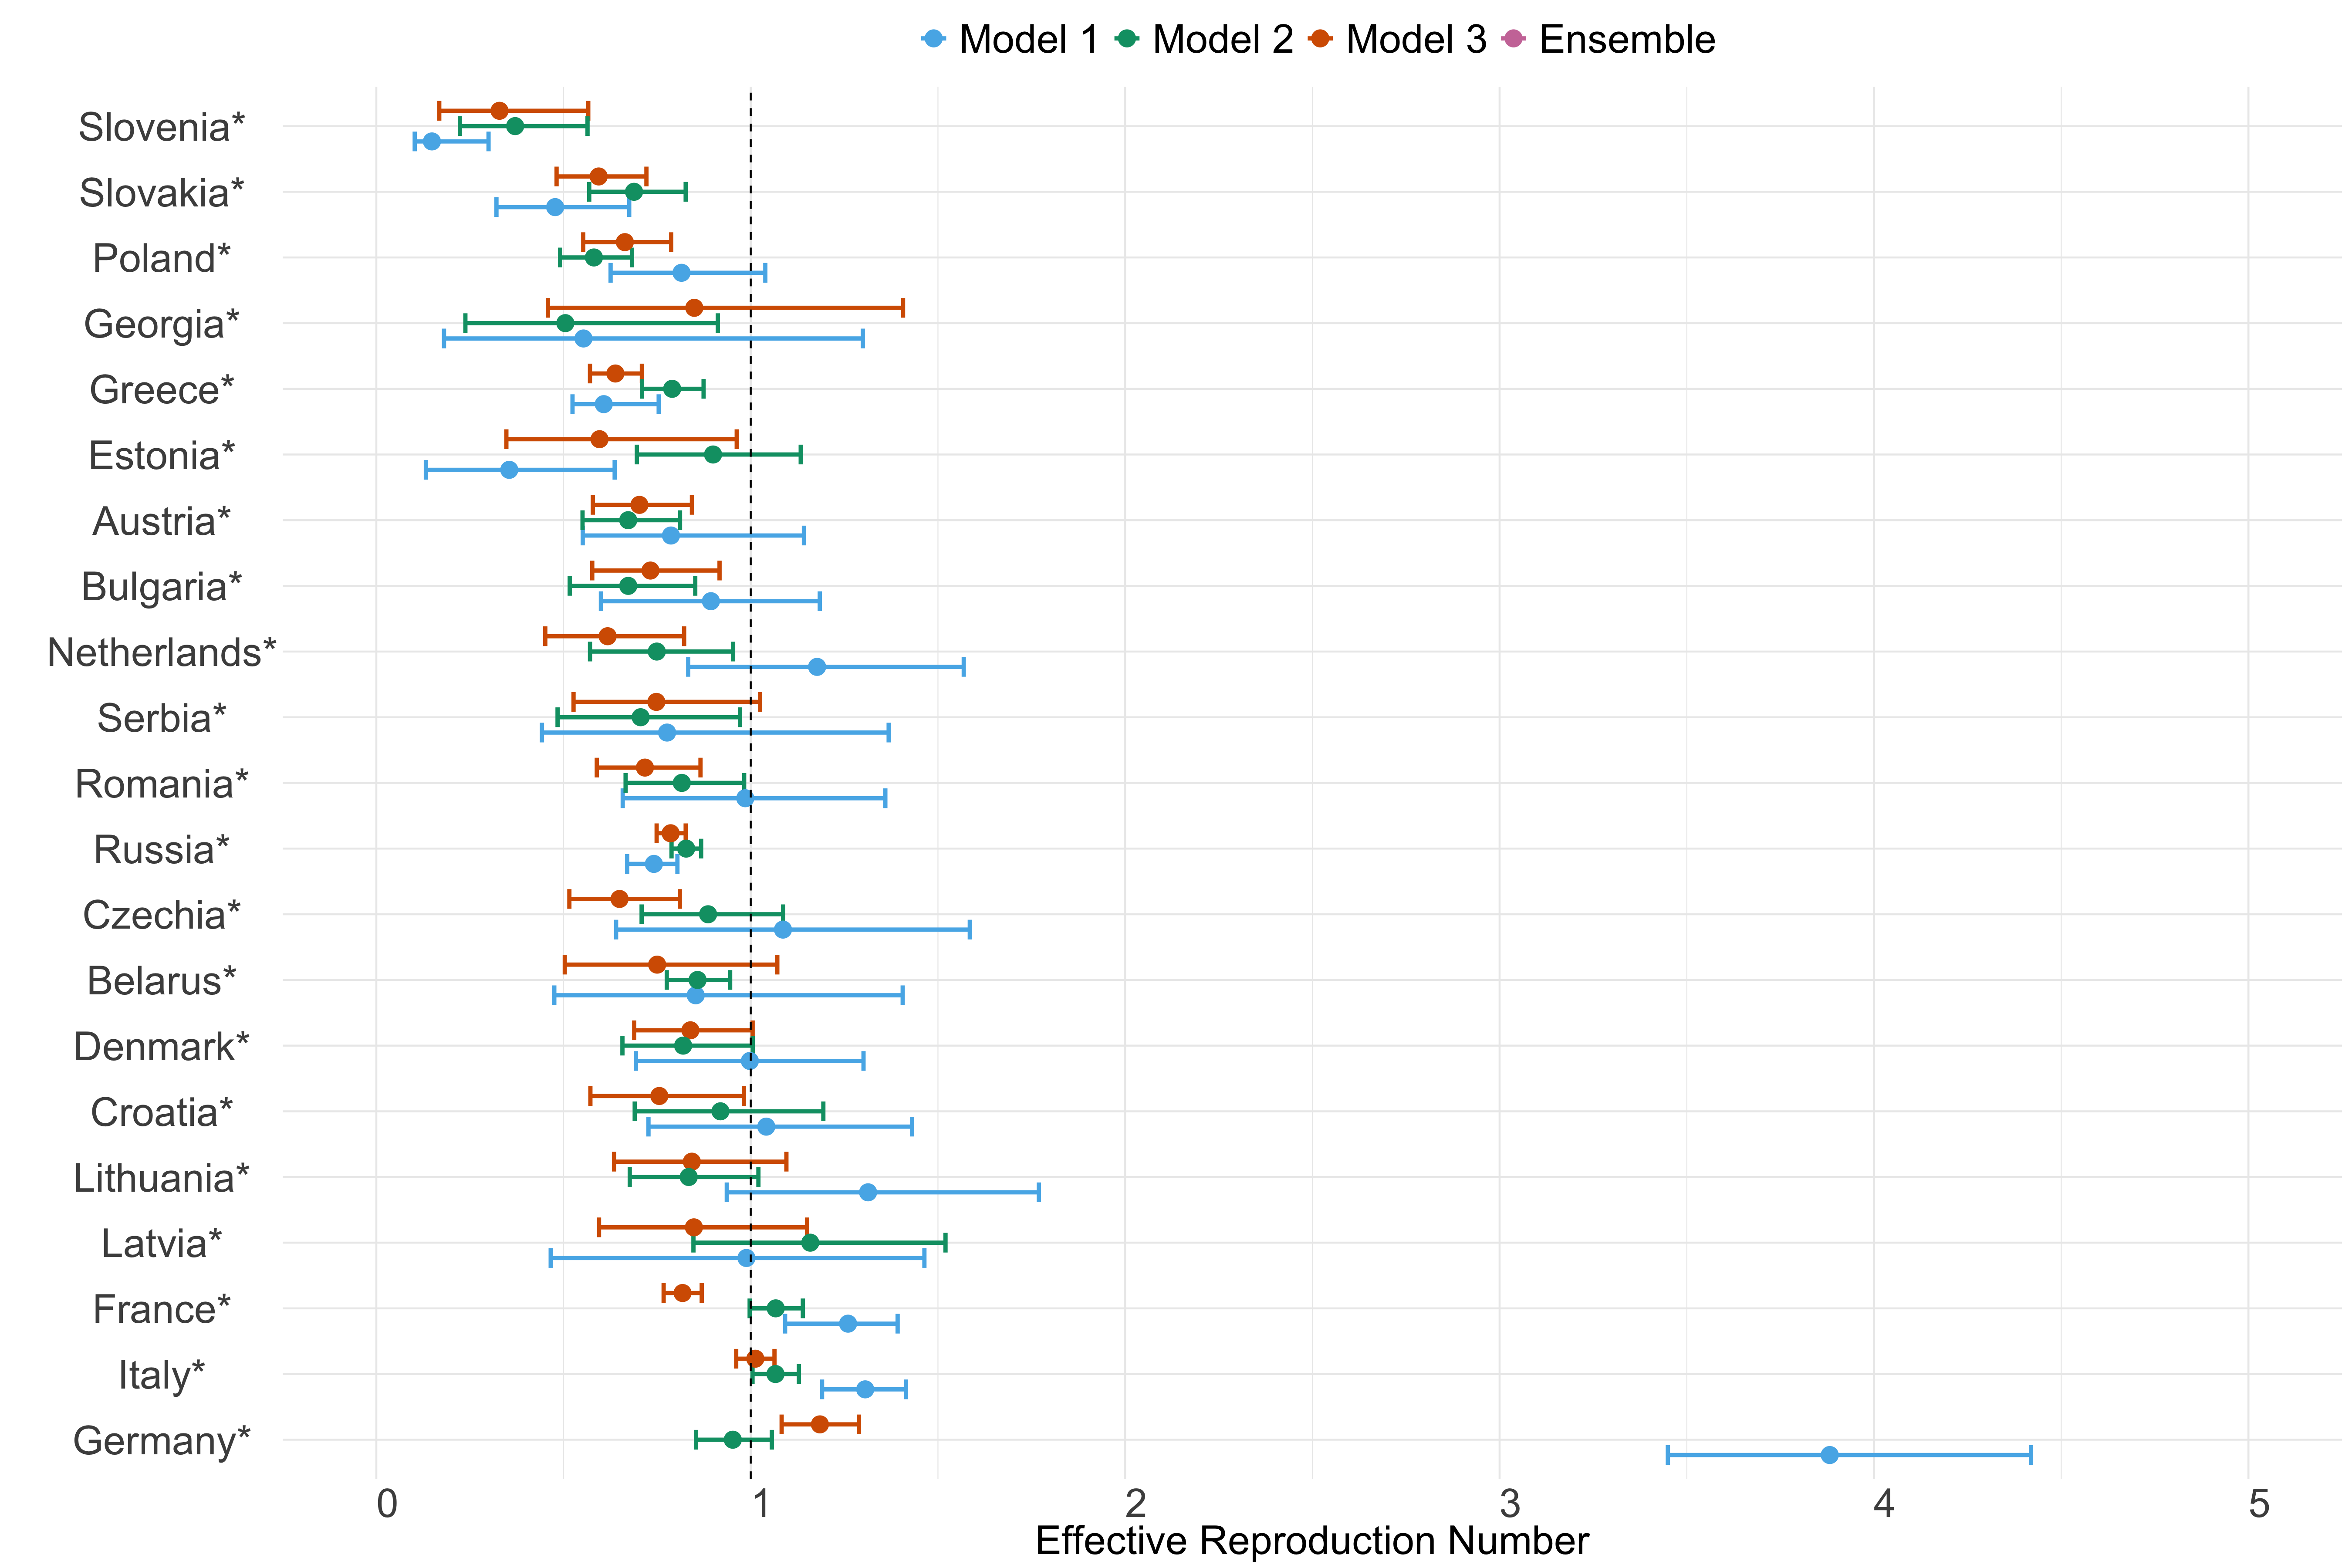 Model 1 Model 2 Model 3 Ensemble
Slovenia*
Slovakia*
Poland*
Georgia*
Greece*
Estonia*
Austria*
Bulgaria*
Netherlands*
Serbia*
Romania*
Russia*
Czechia*
Belarus*
Denmark*
Croatia*
Lithuania*
Latvia*
France*
Italy*
Germany*
0 1 2 3 4 5
Effective Reproduction Number